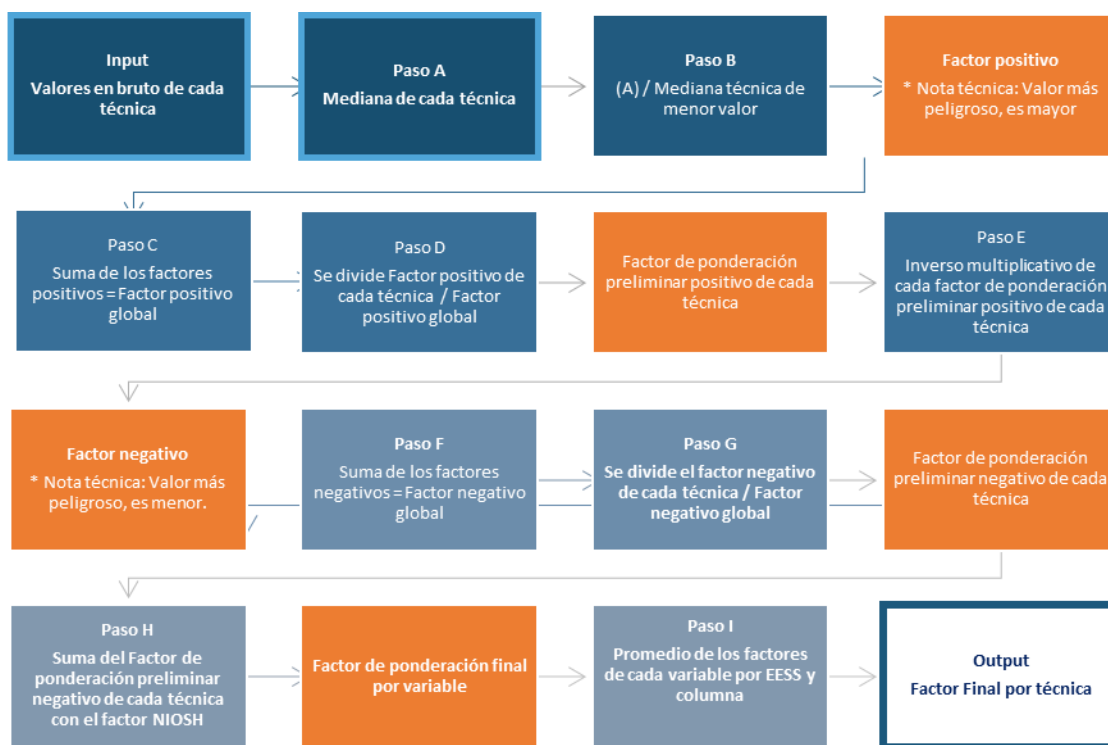 Input
Valores en bruto de cada
técnica
Paso A
Mediana de cada técnica
Paso B
(A) / Mediana técnica de
menor valor
Factor positivo
* Nota técnica: Valor más
peligroso, es mayor
Paso C
Suma de los factores
positivos = Factor positivo
global
Paso D
Se divide Factor positivo de
cada técnica / Factor
positivo global
Factor de ponderación
preliminar positivo de cada
técnica
Paso E
Inverso multiplicativo de
cada factor de ponderación
preliminar positivo de cada
técnica
Factor negativo
* Nota técnica: Valor más
peligroso, es menor.
Paso F
Suma de los factores
negativos = Factor negativo
global
Paso G
Se divide el factor negativo
de cada técnica / Factor
negativo global
Factor de ponderación
preliminar negativo de cada
técnica
Paso H
Suma del Factor de
ponderación preliminar
negativo de cada técnica
con el factor NIOSH
Factor de ponderación final
por variable
Paso I
Promedio de los factores
de cada variable por EESS y
columna
Output
Factor Final por técnica